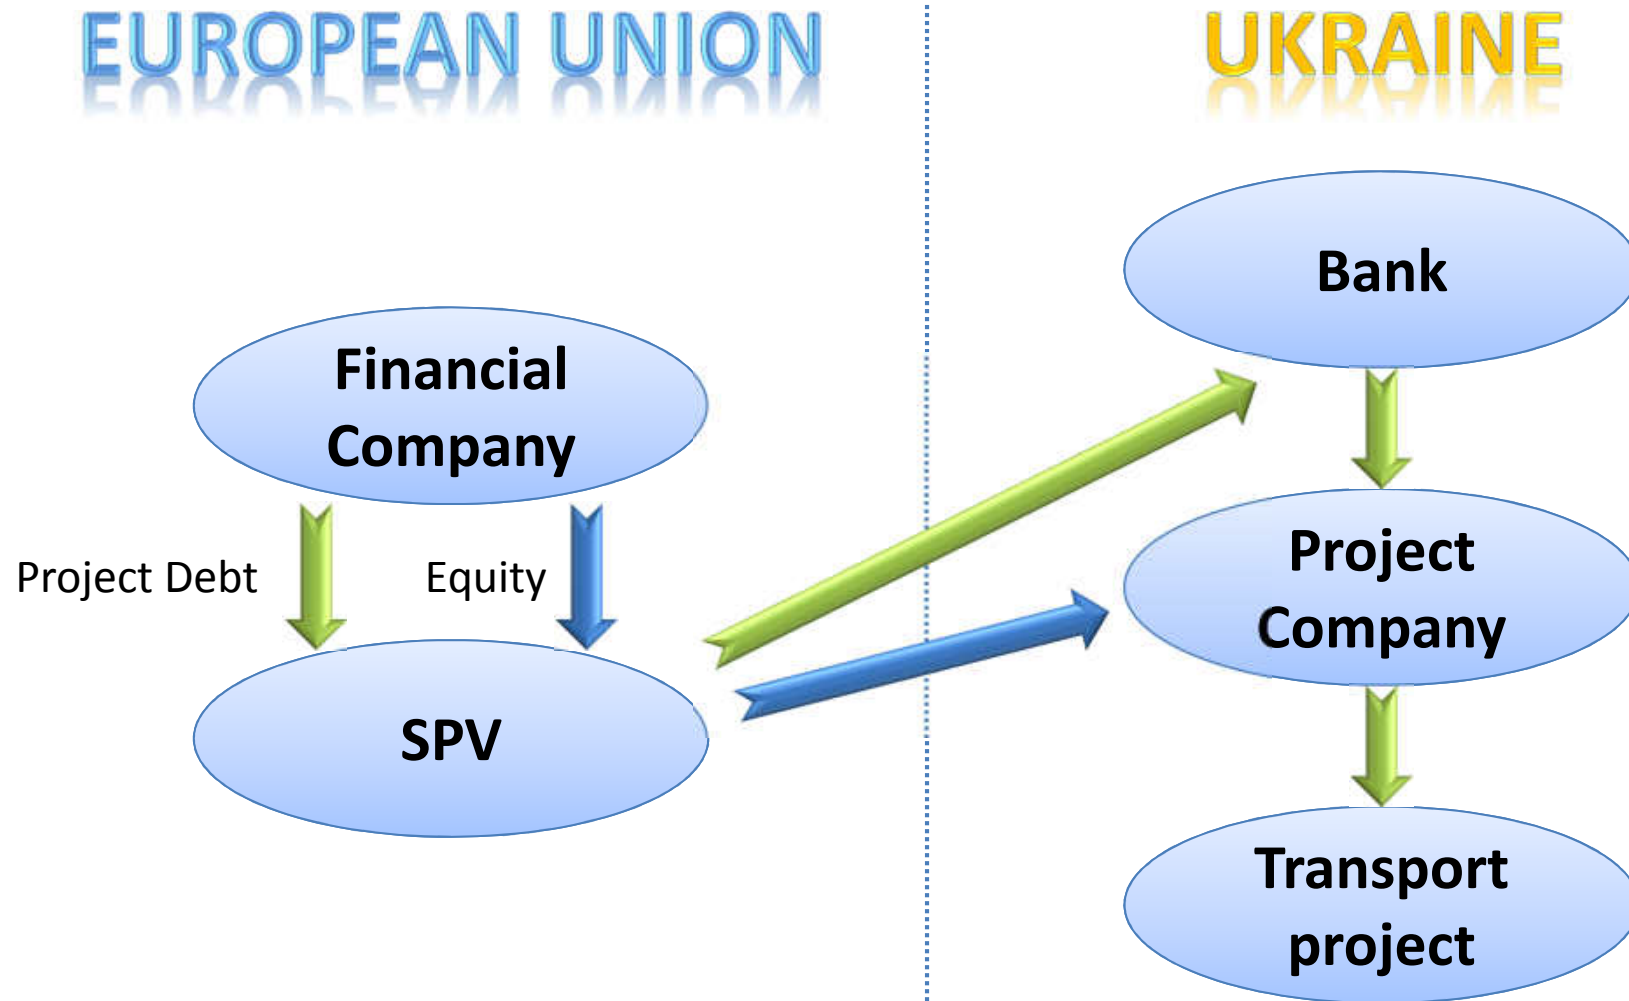 EUROPEAN UNION
UKRAINE
Bank
Financial
Company
Project Debt
Equity
Project
Company
SPV
Transport
project